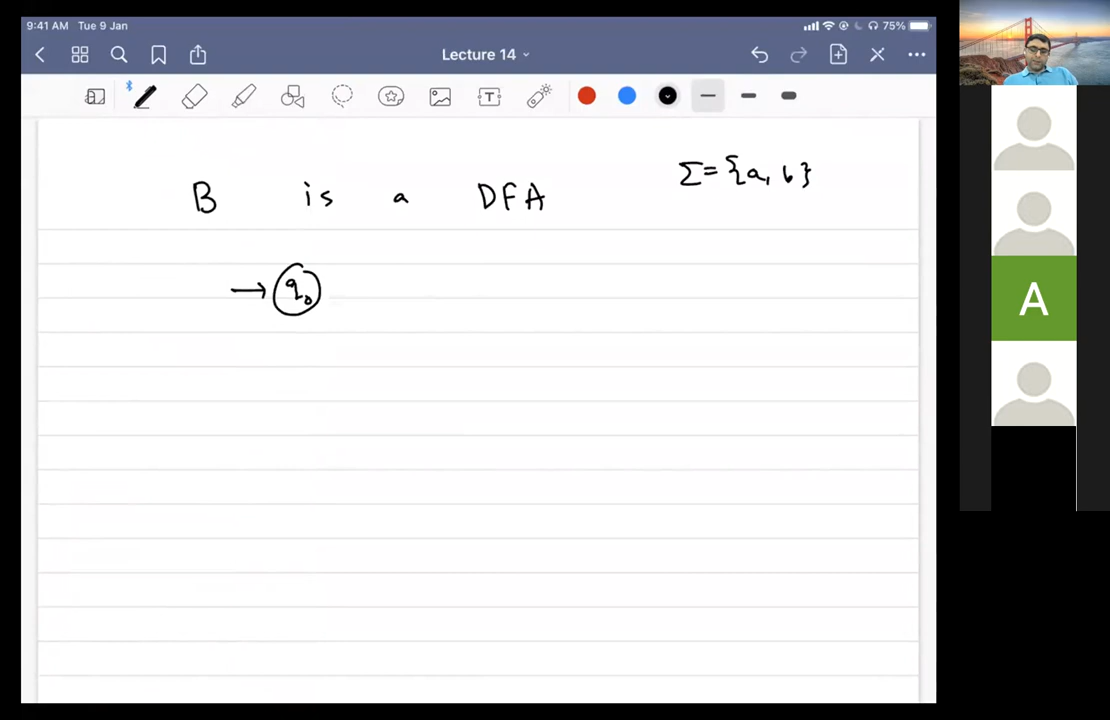 9:41 AM Tue 9 Jan 75%
Lecture 14
T
Σ = {a, b}
B is a DFA
→ q₀
A